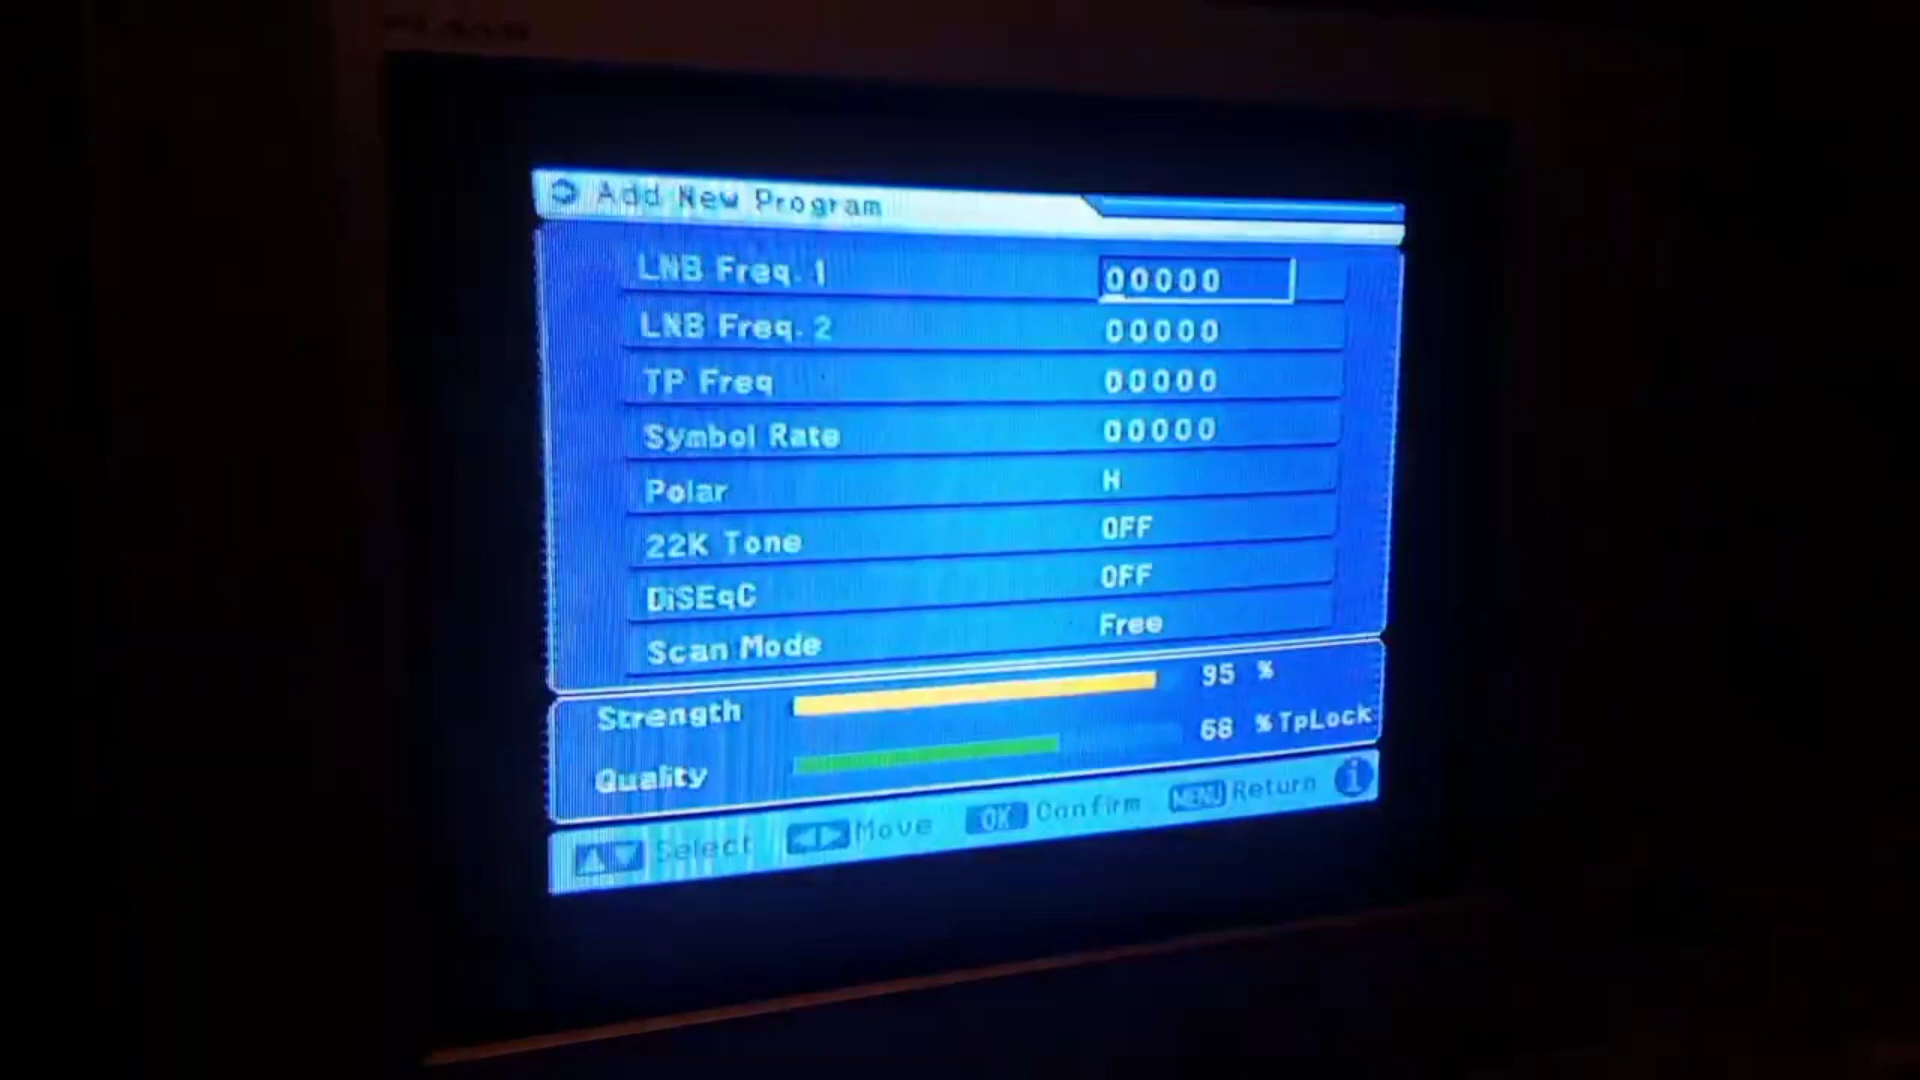 Add New Program
LNB Freq. 1 00000
LNB Freq. 2 00000
TP Freq 00000
Symbol Rate 00000
Polar H
22K Tone OFF
DiSEqC OFF
Scan Mode Free
Strength 95 %
Quality 68 % TpLock
Select Move OK Confirm MENU Return i